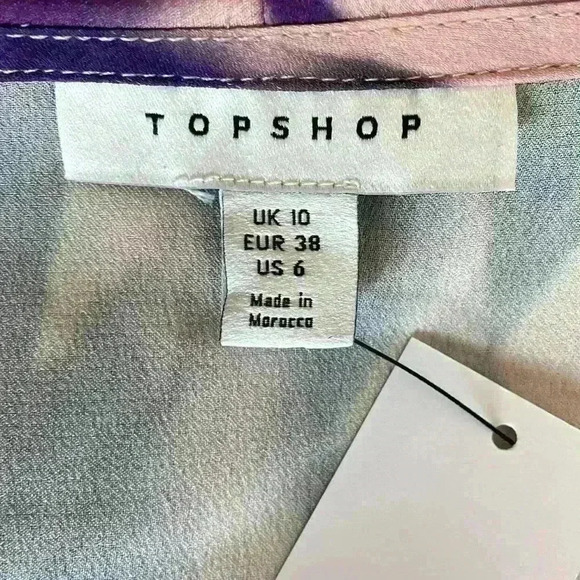 TOPSHOP
UK 10
EUR 38
US 6
Made in
Morocco